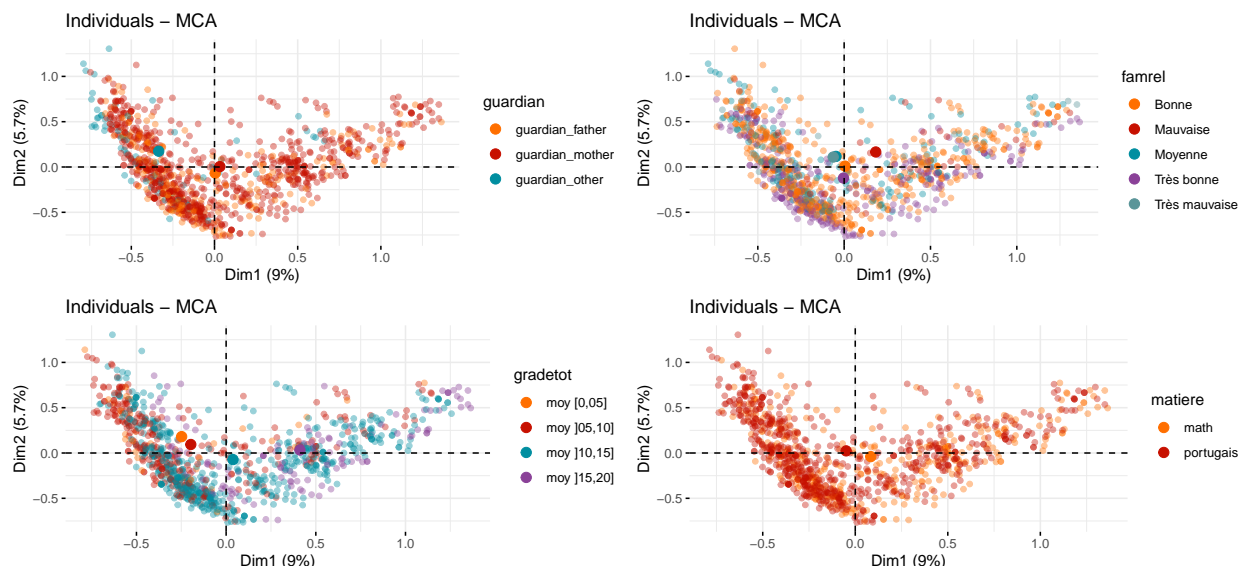 Individuals − MCA
1.0
0.5
0.0
−0.5
Dim2 (5.7%)
−0.5
0.0
0.5
1.0
Dim1 (9%)
guardian
guardian_father
guardian_mother
guardian_other
Individuals − MCA
1.0
0.5
0.0
−0.5
Dim2 (5.7%)
−0.5
0.0
0.5
1.0
Dim1 (9%)
famrel
Bonne
Mauvaise
Moyenne
Très bonne
Très mauvaise
Individuals − MCA
1.0
0.5
0.0
−0.5
Dim2 (5.7%)
−0.5
0.0
0.5
1.0
Dim1 (9%)
gradetot
moy [0,05]
moy ]05,10]
moy ]10,15]
moy ]15,20]
Individuals − MCA
1.0
0.5
0.0
−0.5
Dim2 (5.7%)
−0.5
0.0
0.5
1.0
Dim1 (9%)
matiere
math
portugais